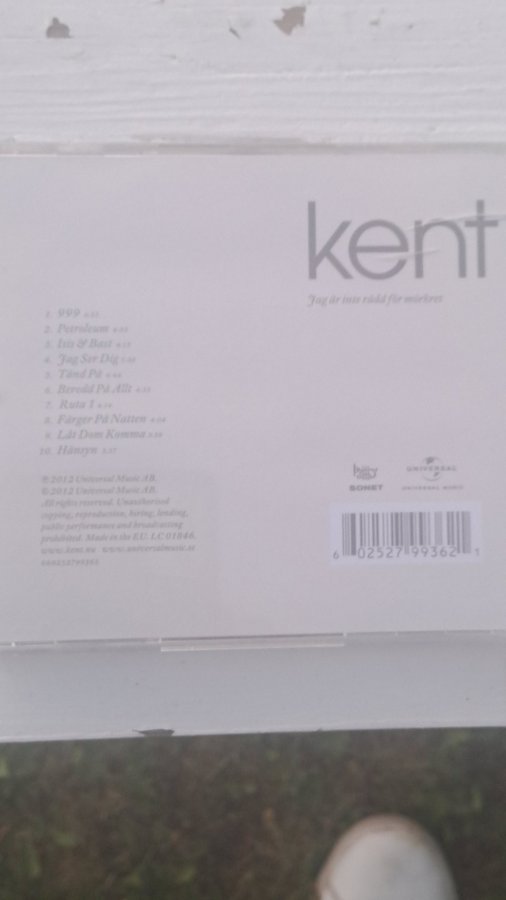 kent
Jag är inte rädd för mörkret
1. 999
2. Petroleum
3. Isis & Bast
4. Jag Ser Dig
5. Tänd På
6. Beredd På Allt
7. Ruta 1
8. Färger På Natten
9. Låt Dom Komma
10. Hänsyn
℗ 2012 Universal Music AB.
© 2012 Universal Music AB.
All rights reserved. Unauthorised
copying, reproduction, hiring, lending,
public performance and broadcasting
prohibited. Made in the EU. LC 01846.
www.kent.nu www.universalmusic.se
SONET
UNIVERSAL
UNIVERSAL MUSIC
6 02527 99362 1